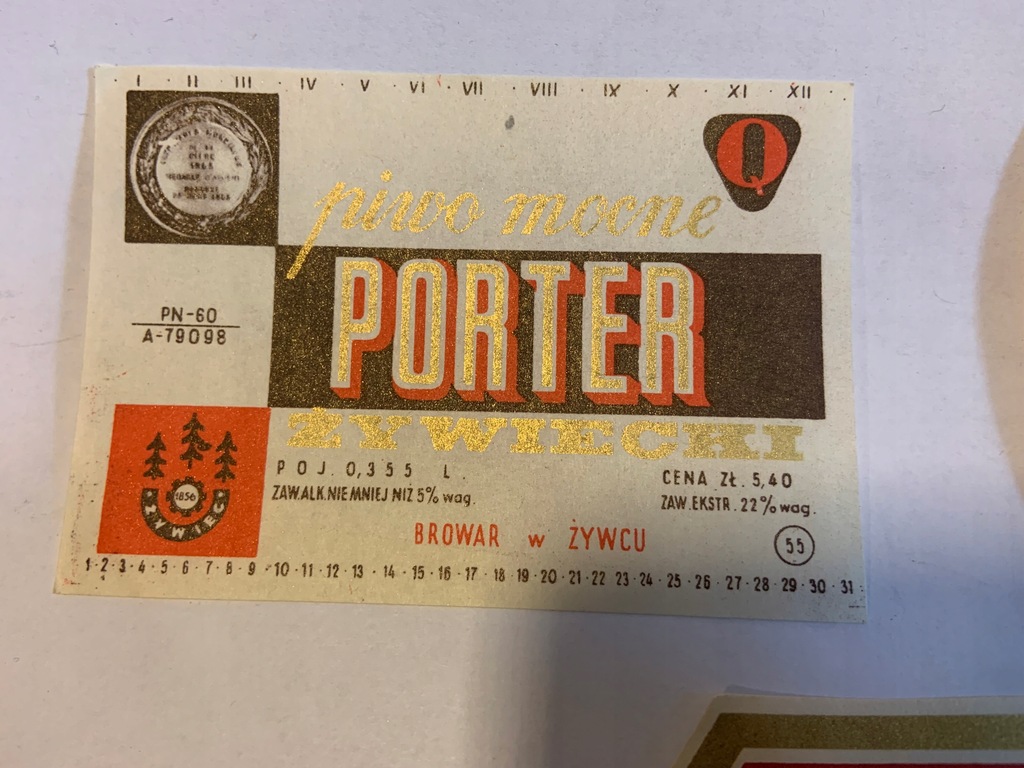 I II III IV V VI VII VIII IX X XI XII
Q
piwo mocne
PORTER
ŻYWIECKI
PN-60
A-79098
1856
ŻYWIEC
POJ. 0,355 L.
ZAW.ALK.NIE MNIEJ NIŻ 5% wag.
CENA ZŁ. 5,40
ZAW. EKSTR. 22% wag.
BROWAR w ŻYWCU
55
1 · 2 · 3 · 4 · 5 · 6 · 7 · 8 · 9 · 10 · 11 · 12 · 13 · 14 · 15 · 16 · 17 · 18 · 19 · 20 · 21 · 22 · 23 · 24 · 25 · 26 · 27 · 28 · 29 · 30 · 31